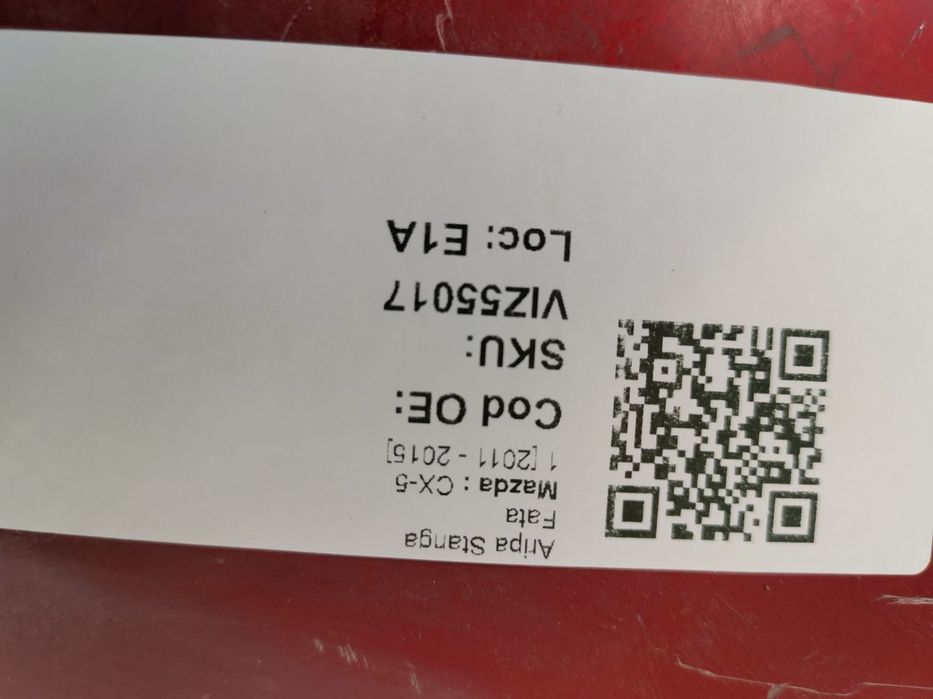 Aripa Stanga
Fata
Mazda : CX-5
1 [2011 - 2015]
Cod OE:
SKU:
VIZ55017
Loc: E1A